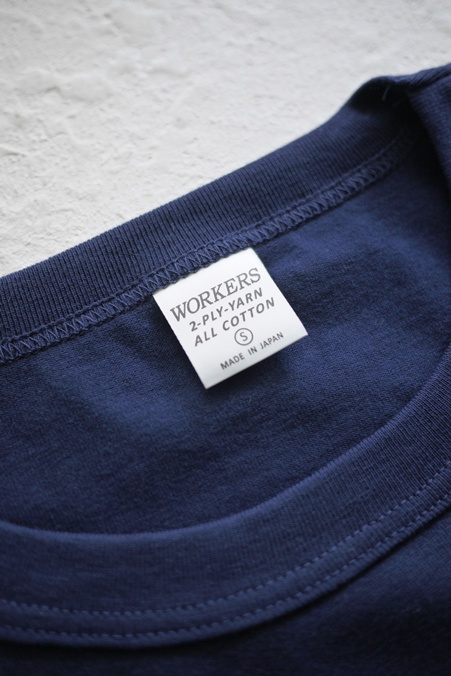 WORKERS
2-PLY-YARN
ALL COTTON
S
MADE IN JAPAN